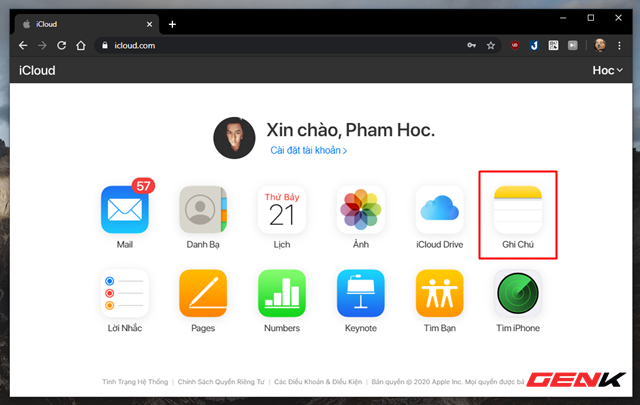 iCloud
icloud.com
iCloud
Hoc
Xin chào, Pham Hoc.
Cài đặt tài khoản >
57
Thứ Bảy
21
Mail
Danh Bạ
Lịch
Ảnh
iCloud Drive
Ghi Chú
Lời Nhắc
Pages
Numbers
Keynote
Tìm Bạn
Tìm iPhone
Tình Trạng Hệ Thống | Chính Sách Quyền Riêng Tư | Các Điều Khoản & Điều Kiện | Bản quyền © 2020 Apple Inc. Mọi quyền được
GENK